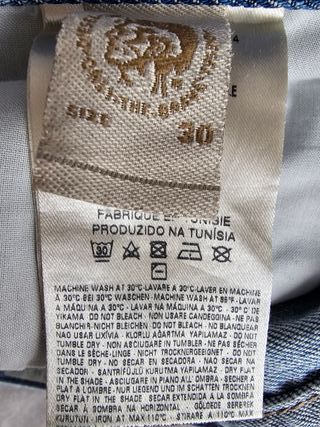 SIZE 30
FABRIQUÉ EN TUNISIE
PRODUZIDO NA TUNÍSIA
30
MACHINE WASH AT 30°C-LAVARE A 30°C-LAVER EN MACHINE
A 30°C BEI 30°C WASCHEN - MACHINE WASH AT 86°F - LAVAR
A MÁQUINA A 30°C - LAVAR NA MÁQUINA A 30°C - 30° C' DE
YIKAMA DO NOT BLEACH - NON USARE CANDEGGINA - NE PAS
BLANCHIR - NICHT BLEICHEN - DO NOT BLEACH - NO BLANQUEAR
NÃO USAR LIXÍVIA - KLORLU AĞARTMA YAPILAMAZ - DO NOT
TUMBLE DRY - NON ASCIUGARE IN TUMBLER - NE PAS SÉCHER
DANS LE SÈCHE-LINGE - NICHT TROCKNERGEEIGNET - DO NOT
TUMBLE DRY - NO SECAR EN SECADORA - NÃO SECAR NA
SECADOR - SANTRİFÜJLÜ KURUTMA YAPILAMAZ - DRY FLAT
IN THE SHADE - ASCIUGARE IN PIANO ALL'OMBRA - SECHER A
PLAT A L'OMBRE - NUR LIEGEND UND IM SCHATTEN TROCKNEN
DRY FLAT IN THE SHADE SECAR EXTENDIDA A LA SOMBRA
SECAR À SOMBRA NA HORIZONTAL - GÖLGEDE SEREREK
KURUTUN - IRON AT MAX 110°C - STIRARE A 110°C MAX